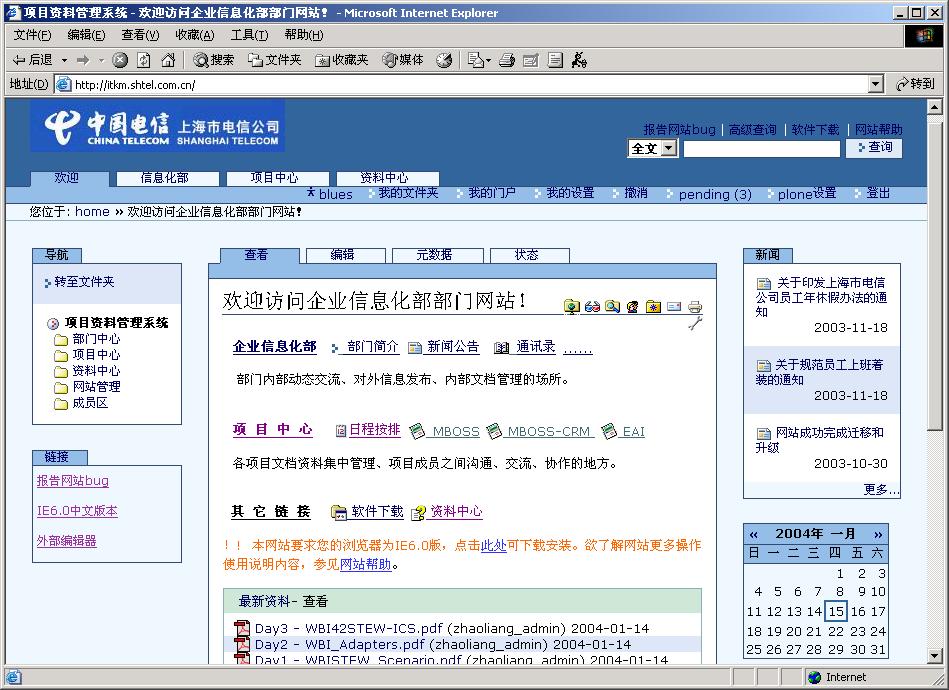 项目资料管理系统 - 欢迎访问企业信息化部部门网站! - Microsoft Internet Explorer
文件(F) 编辑(E) 查看(V) 收藏(A) 工具(T) 帮助(H)
后退 搜索 文件夹 收藏夹 媒体
地址(D) http://itkm.shtel.com.cn/ 转到
中国电信 CHINA TELECOM 上海市电信公司 SHANGHAI TELECOM
报告网站bug | 高级查询 | 软件下载 | 网站帮助
全文 查询
欢迎 信息化部 项目中心 资料中心
blues 我的文件夹 我的门户 我的设置 撤消 pending (3) plone设置 登出
您位于: home » 欢迎访问企业信息化部部门网站!
导航
转至文件夹
项目资料管理系统
部门中心
项目中心
资料中心
网站管理
成员区
链接
报告网站bug
IE6.0中文版本
外部编辑器
查看 编辑 元数据 状态
欢迎访问企业信息化部部门网站!
企业信息化部 部门简介 新闻公告 通讯录 ......
部门内部动态交流、对外信息发布、内部文档管理的场所。
项 目 中 心 日程按排 MBOSS MBOSS-CRM EAI
各项目文档资料集中管理、项目成员之间沟通、交流、协作的地方。
其 它 链 接 软件下载 资料中心
！！ 本网站要求您的浏览器为IE6.0版，点击此处可下载安装。欲了解网站更多操作
使用说明内容，参见网站帮助。
最新资料- 查看
Day3 - WBI42STEW-ICS.pdf (zhaoliang_admin) 2004-01-14
Day2 - WBI_Adapters.pdf (zhaoliang_admin) 2004-01-14
Day1 - WBISTEW_Scenario.pdf (zhaoliang_admin) 2004-01-14
新闻
关于印发上海市电信
公司员工年休假办法的通
知
2003-11-18
关于规范员工上班着
装的通知
2003-11-18
网站成功完成迁移和
升级
2003-10-30
更多...
« 2004年 一月 »
日 一 二 三 四 五 六
1 2 3
4 5 6 7 8 9 10
11 12 13 14 15 16 17
18 19 20 21 22 23 24
25 26 27 28 29 30 31
Internet